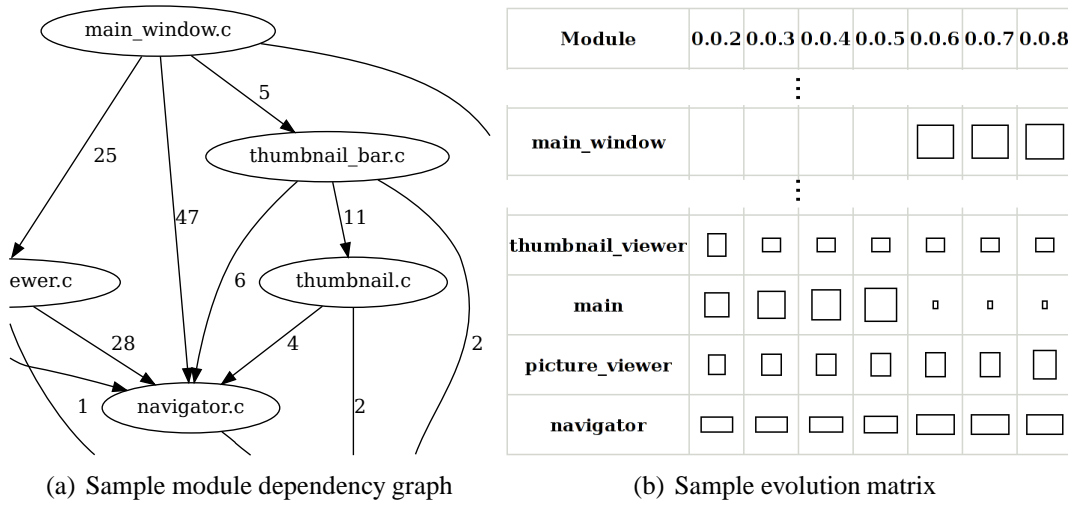 main_window.c
5
thumbnail_bar.c
25
47
11
ewer.c
6
thumbnail.c
28
4
2
1
navigator.c
2
(a) Sample module dependency graph
Module 0.0.2 0.0.3 0.0.4 0.0.5 0.0.6 0.0.7 0.0.8
main_window
thumbnail_viewer
main
picture_viewer
navigator
(b) Sample evolution matrix